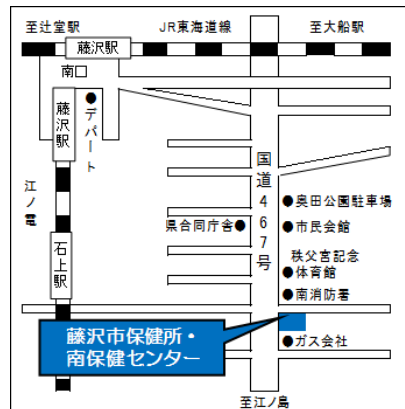 至辻堂駅
JR東海道線
至大船駅
藤沢駅
南口
藤沢駅
●デパート
国道467号
江ノ電
●奥田公園駐車場
県合同庁舎●
●市民会館
石上駅
秩父宮記念
●体育館
●南消防署
藤沢市保健所・
南保健センター
●ガス会社
至江ノ島